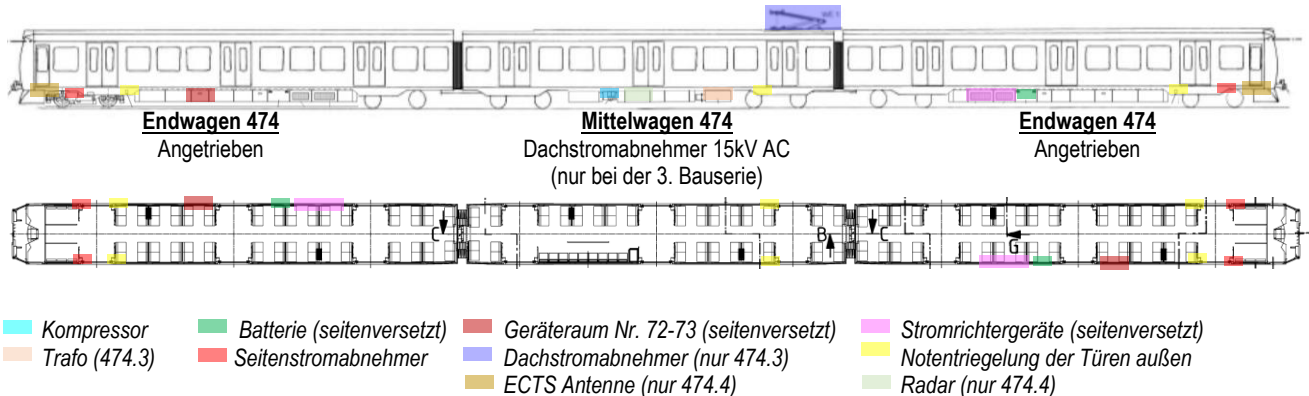 Endwagen 474
Angetrieben
Mittelwagen 474
Dachstromabnehmer 15kV AC
(nur bei der 3. Bauserie)
Endwagen 474
Angetrieben
C
B
C
G
Kompressor
Batterie (seitenversetzt)
Geräteraum Nr. 72-73 (seitenversetzt)
Stromrichtergeräte (seitenversetzt)
Trafo (474.3)
Seitenstromabnehmer
Dachstromabnehmer (nur 474.3)
Notentriegelung der Türen außen
ECTS Antenne (nur 474.4)
Radar (nur 474.4)